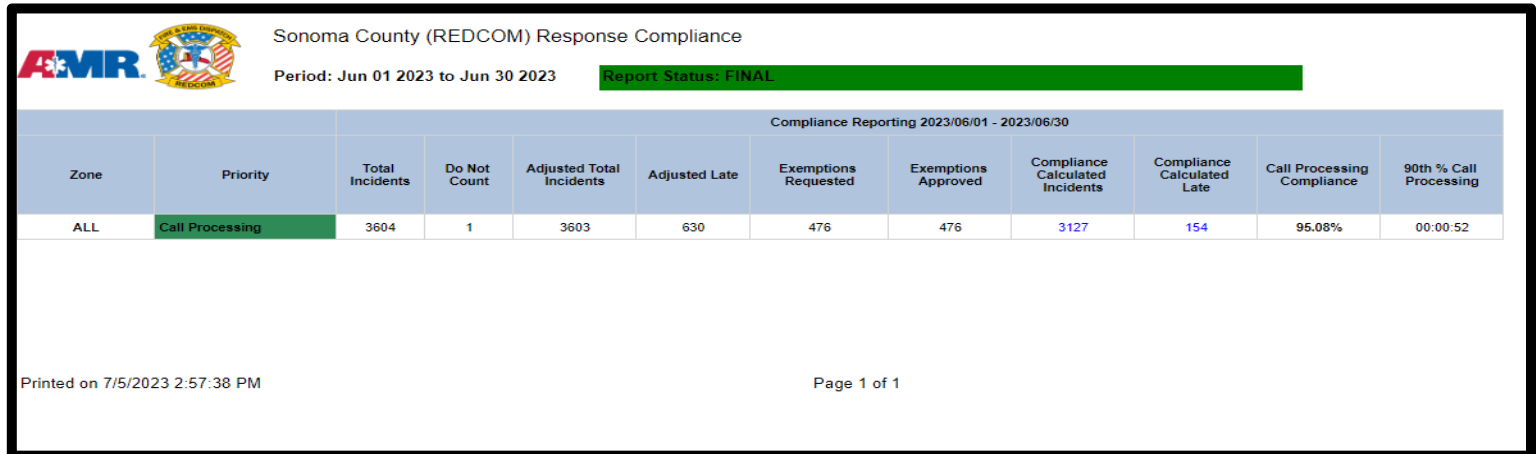 AMR
FIRE & EMS DISPATCH
REDCOM
Sonoma County (REDCOM) Response Compliance
Period: Jun 01 2023 to Jun 30 2023 Report Status: FINAL
Compliance Reporting 2023/06/01 - 2023/06/30
Zone Priority Total Incidents Do Not Count Adjusted Total Incidents Adjusted Late Exemptions Requested Exemptions Approved Compliance Calculated Incidents Compliance Calculated Late Call Processing Compliance 90th % Call Processing
ALL Call Processing 3604 1 3603 630 476 476 3127 154 95.08% 00:00:52
Printed on 7/5/2023 2:57:38 PM Page 1 of 1